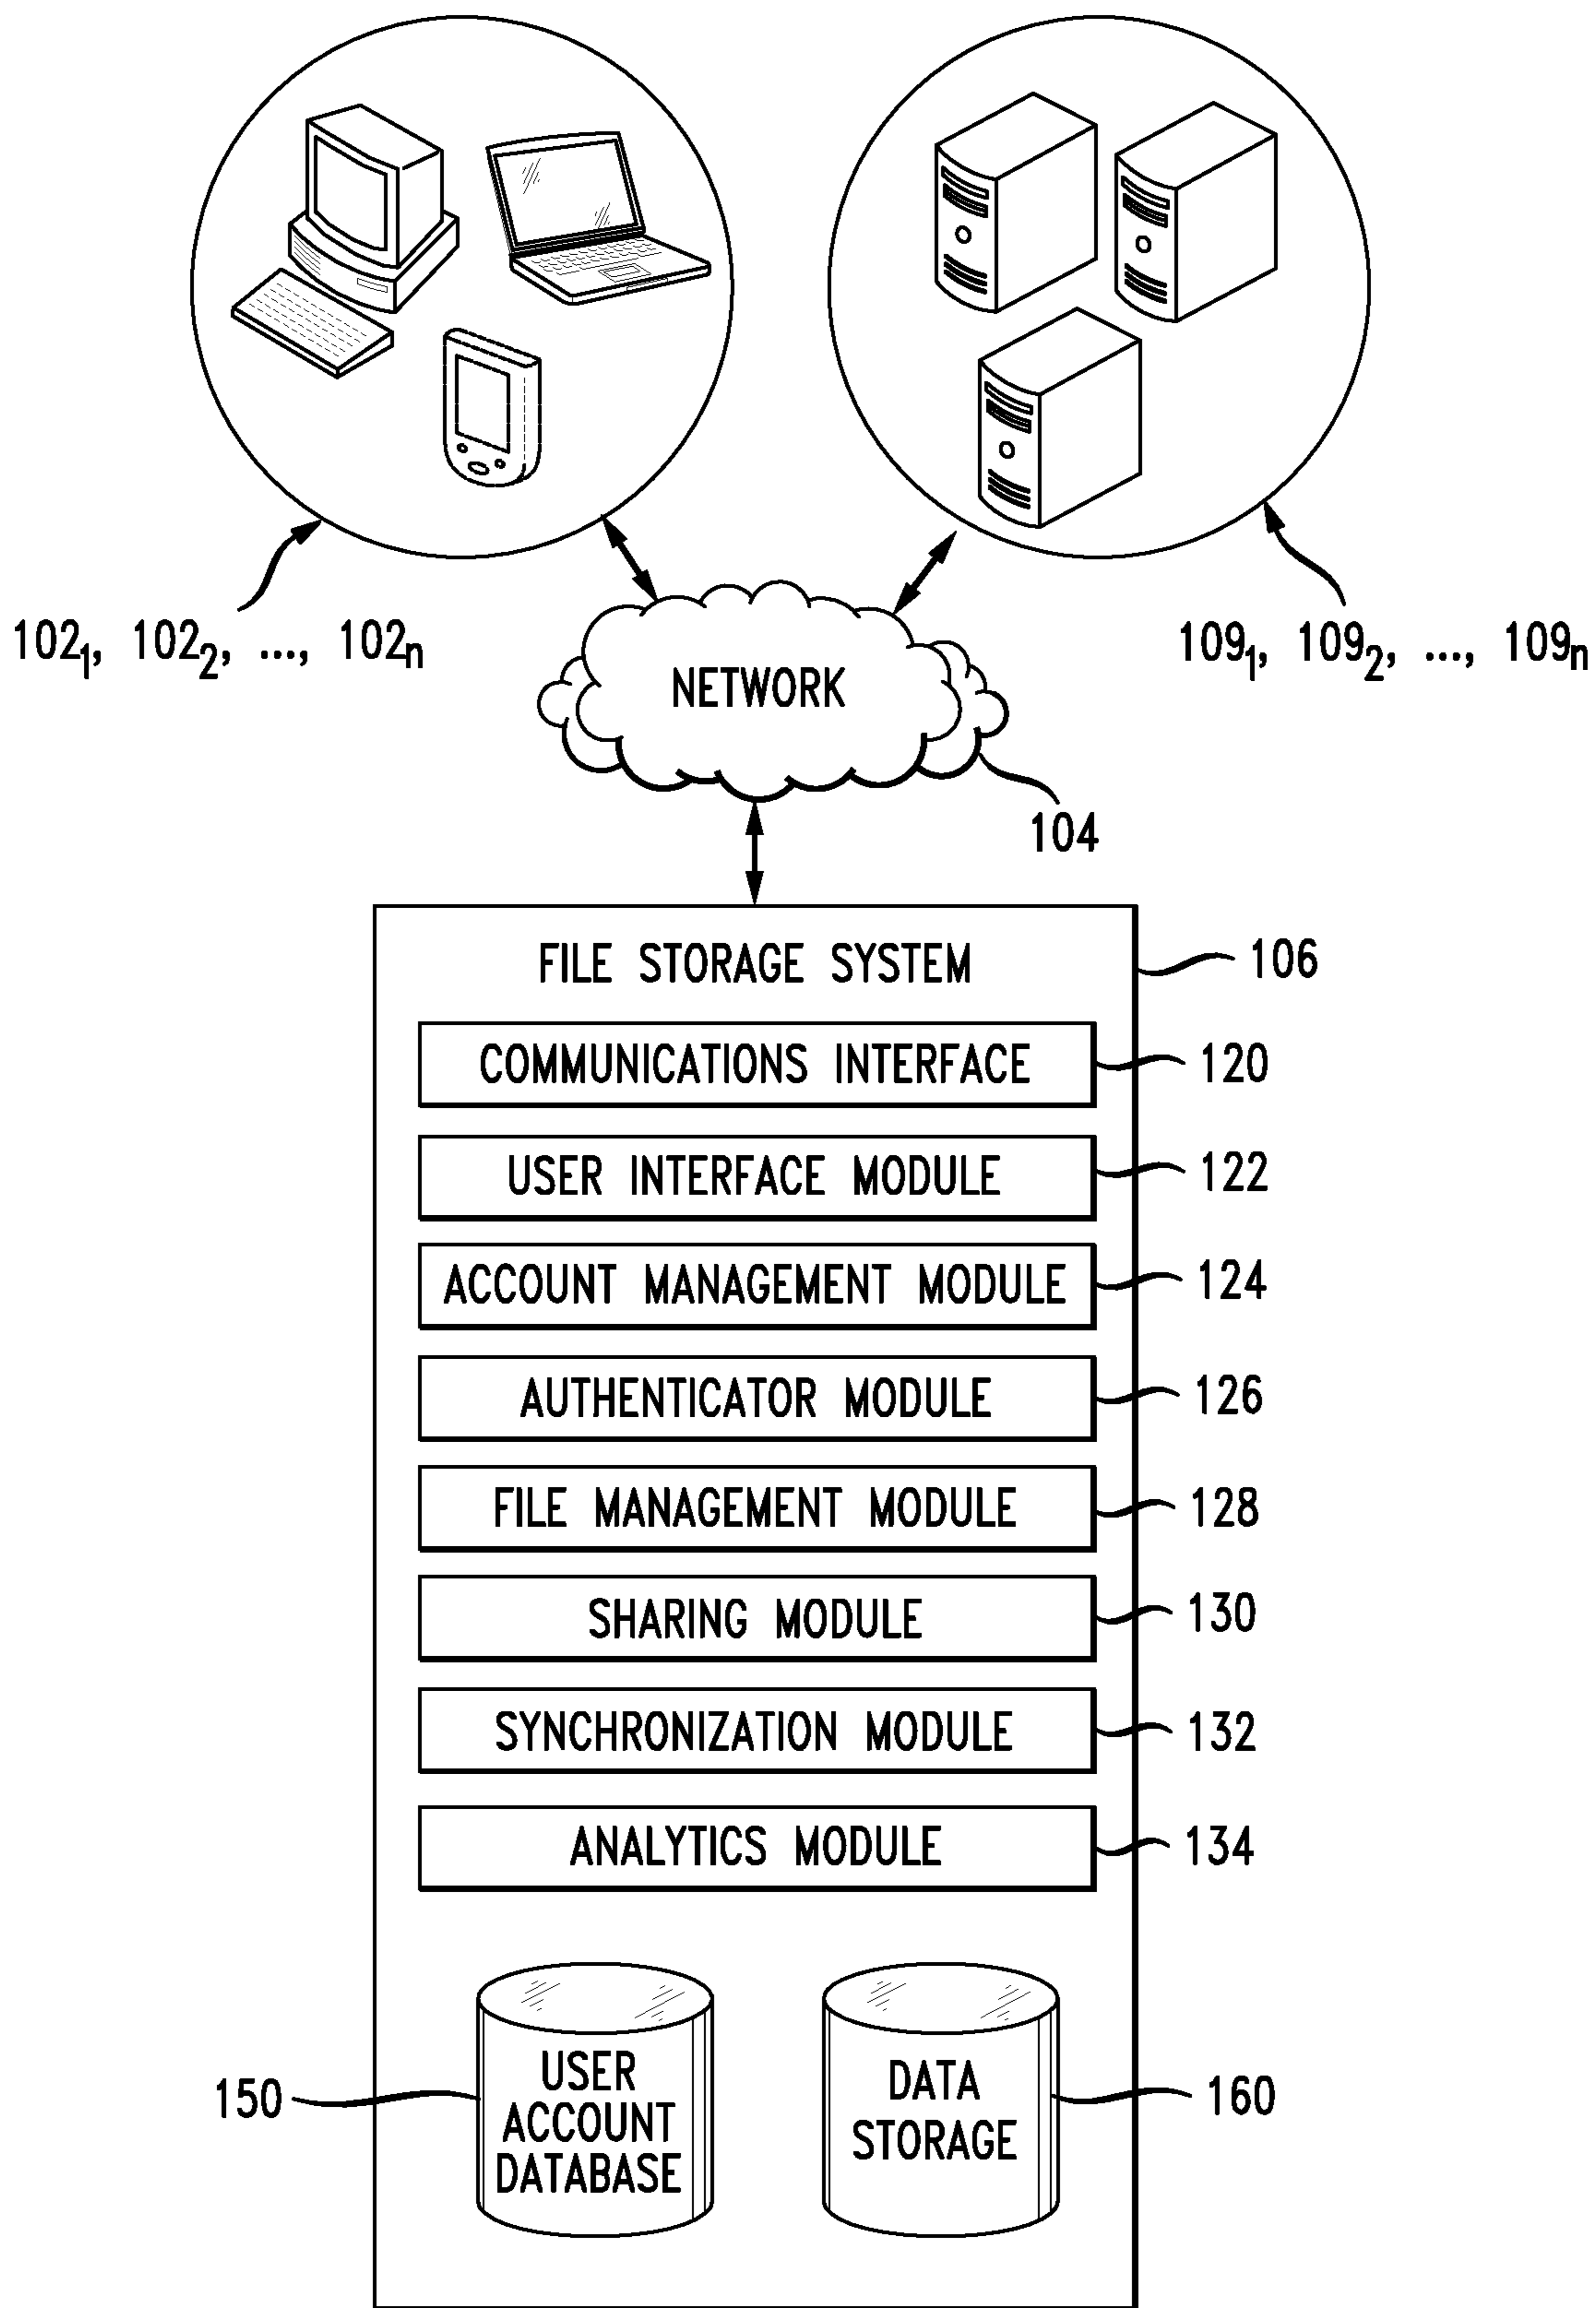 102₁, 102₂, ..., 102ₙ
109₁, 109₂, ..., 109ₙ
NETWORK
104
FILE STORAGE SYSTEM
106
COMMUNICATIONS INTERFACE
120
USER INTERFACE MODULE
122
ACCOUNT MANAGEMENT MODULE
124
AUTHENTICATOR MODULE
126
FILE MANAGEMENT MODULE
128
SHARING MODULE
130
SYNCHRONIZATION MODULE
132
ANALYTICS MODULE
134
150
USER
ACCOUNT
DATABASE
DATA
STORAGE
160